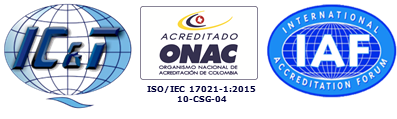 IC&T
ACREDITADO
ONAC
ORGANISMO NACIONAL DE
ACREDITACIÓN DE COLOMBIA
ISO/IEC 17021-1:2015
10-CSG-04
INTERNATIONAL
IAF
ACCREDITATION FORUM